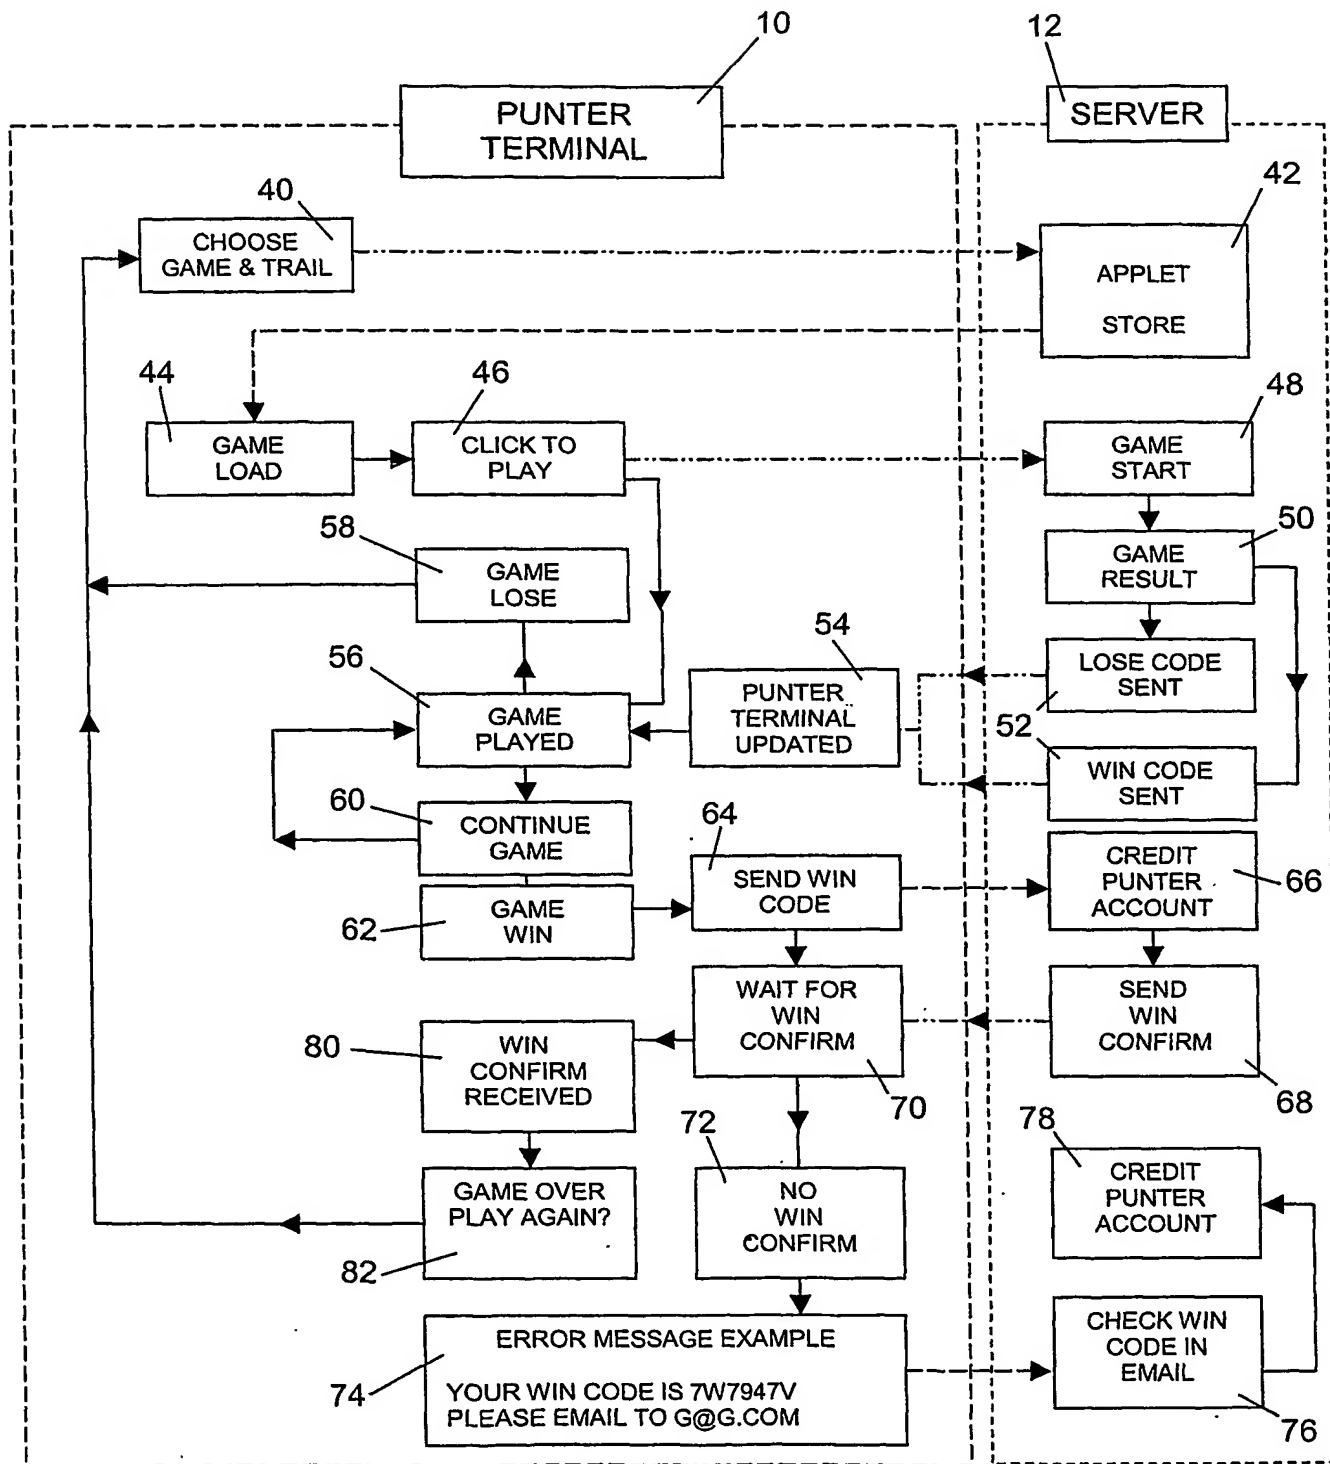 10
12
PUNTER
TERMINAL
SERVER
40
42
CHOOSE
GAME & TRAIL
APPLET
STORE
44
46
48
GAME
LOAD
CLICK TO
PLAY
GAME
START
58
50
GAME
LOSE
GAME
RESULT
54
56
LOSE CODE
SENT
PUNTER
TERMINAL
UPDATED
GAME
PLAYED
52
WIN CODE
SENT
60
CONTINUE
GAME
64
CREDIT
PUNTER
ACCOUNT
66
SEND WIN
CODE
62
GAME
WIN
WAIT FOR
WIN
CONFIRM
SEND
WIN
CONFIRM
80
WIN
CONFIRM
RECEIVED
70
68
72
78
GAME OVER
PLAY AGAIN?
82
NO
WIN
CONFIRM
CREDIT
PUNTER
ACCOUNT
ERROR MESSAGE EXAMPLE
74
YOUR WIN CODE IS 7W7947V
PLEASE EMAIL TO G@G.COM
CHECK WIN
CODE IN
EMAIL
76